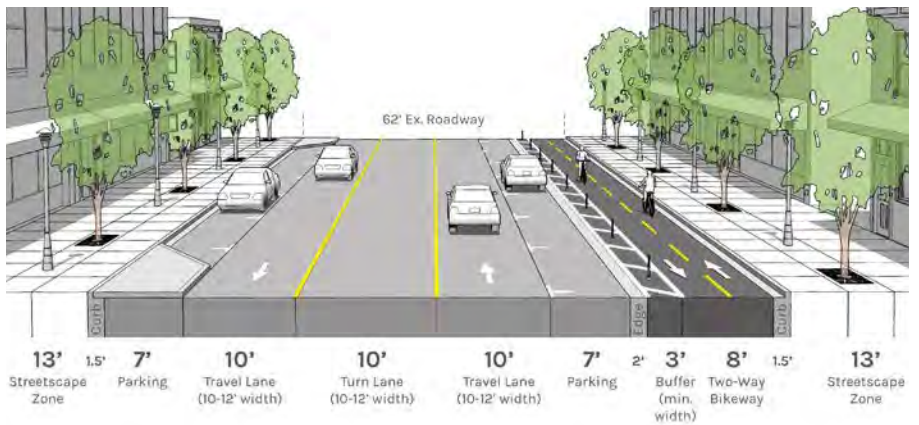 62' Ex. Roadway
Curb
Edge
Curb
13' 1.5' 7' 10' 10' 10' 7' 2' 3' 8' 1.5' 13'
Streetscape Parking Travel Lane Turn Lane Travel Lane Parking Buffer Two-Way Streetscape
Zone (10-12' width) (10-12' width) (10-12' width) (min. Bikeway Zone
width)